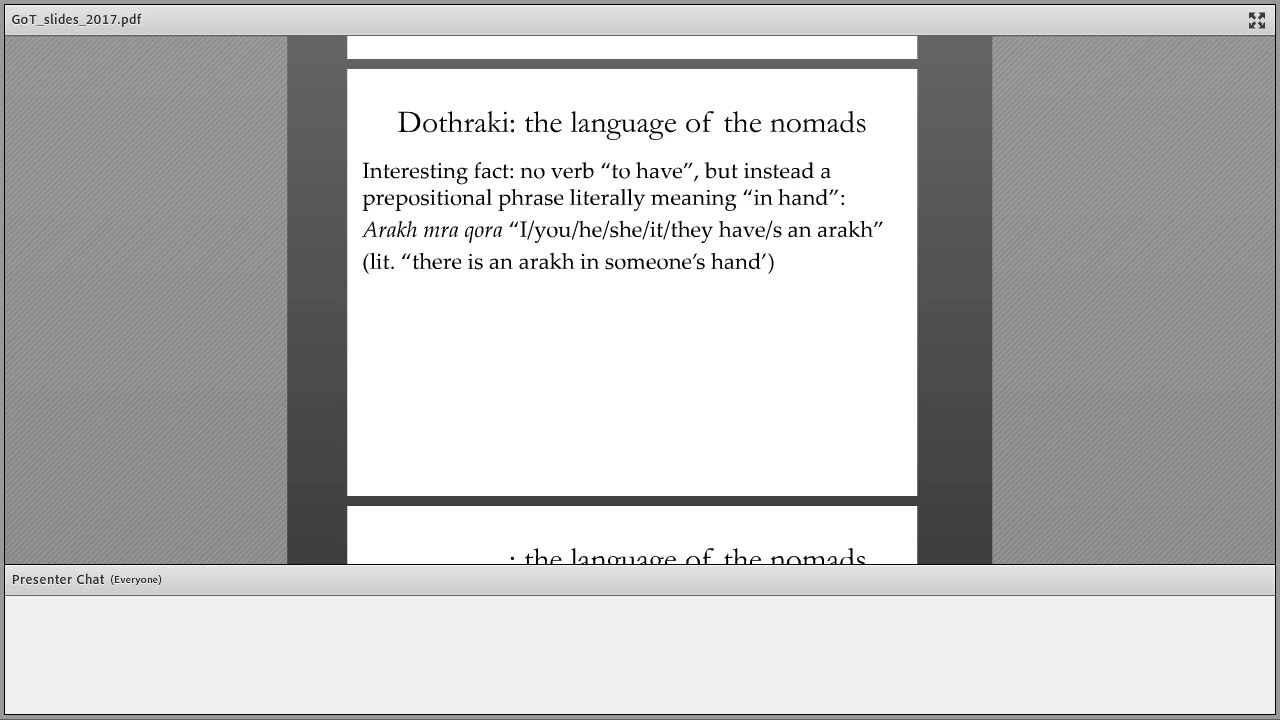 GoT_slides_2017.pdf
Dothraki: the language of the nomads
Interesting fact: no verb “to have”, but instead a
prepositional phrase literally meaning “in hand”:
Arakh mra qora “I/you/he/she/it/they have/s an arakh”
(lit. “there is an arakh in someone’s hand’)
: the language of the nomads
Presenter Chat (Everyone)